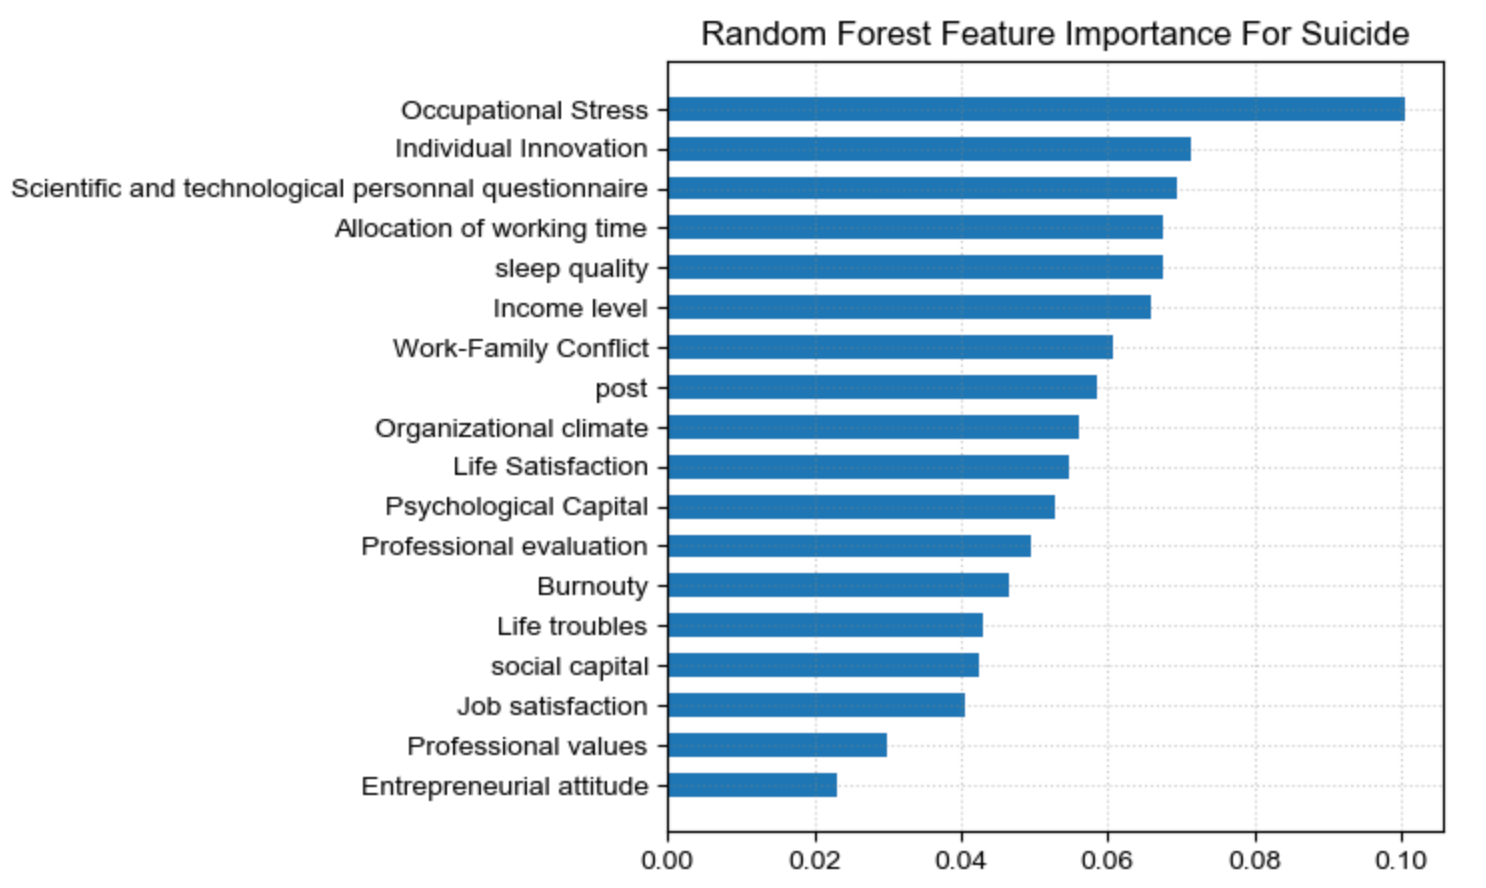 Random Forest Feature Importance For Suicide
Occupational Stress
Individual Innovation
Scientific and technological personnal questionnaire
Allocation of working time
sleep quality
Income level
Work-Family Conflict
post
Organizational climate
Life Satisfaction
Psychological Capital
Professional evaluation
Burnouty
Life troubles
social capital
Job satisfaction
Professional values
Entrepreneurial attitude
0.00 0.02 0.04 0.06 0.08 0.10